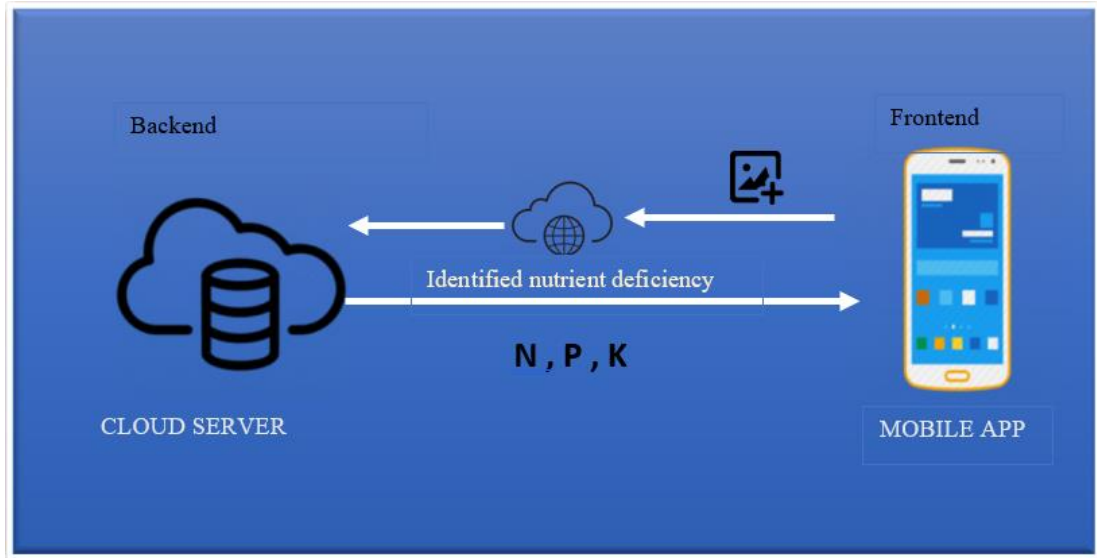 Backend
Frontend
Identified nutrient deficiency
N , P , K
CLOUD SERVER
MOBILE APP